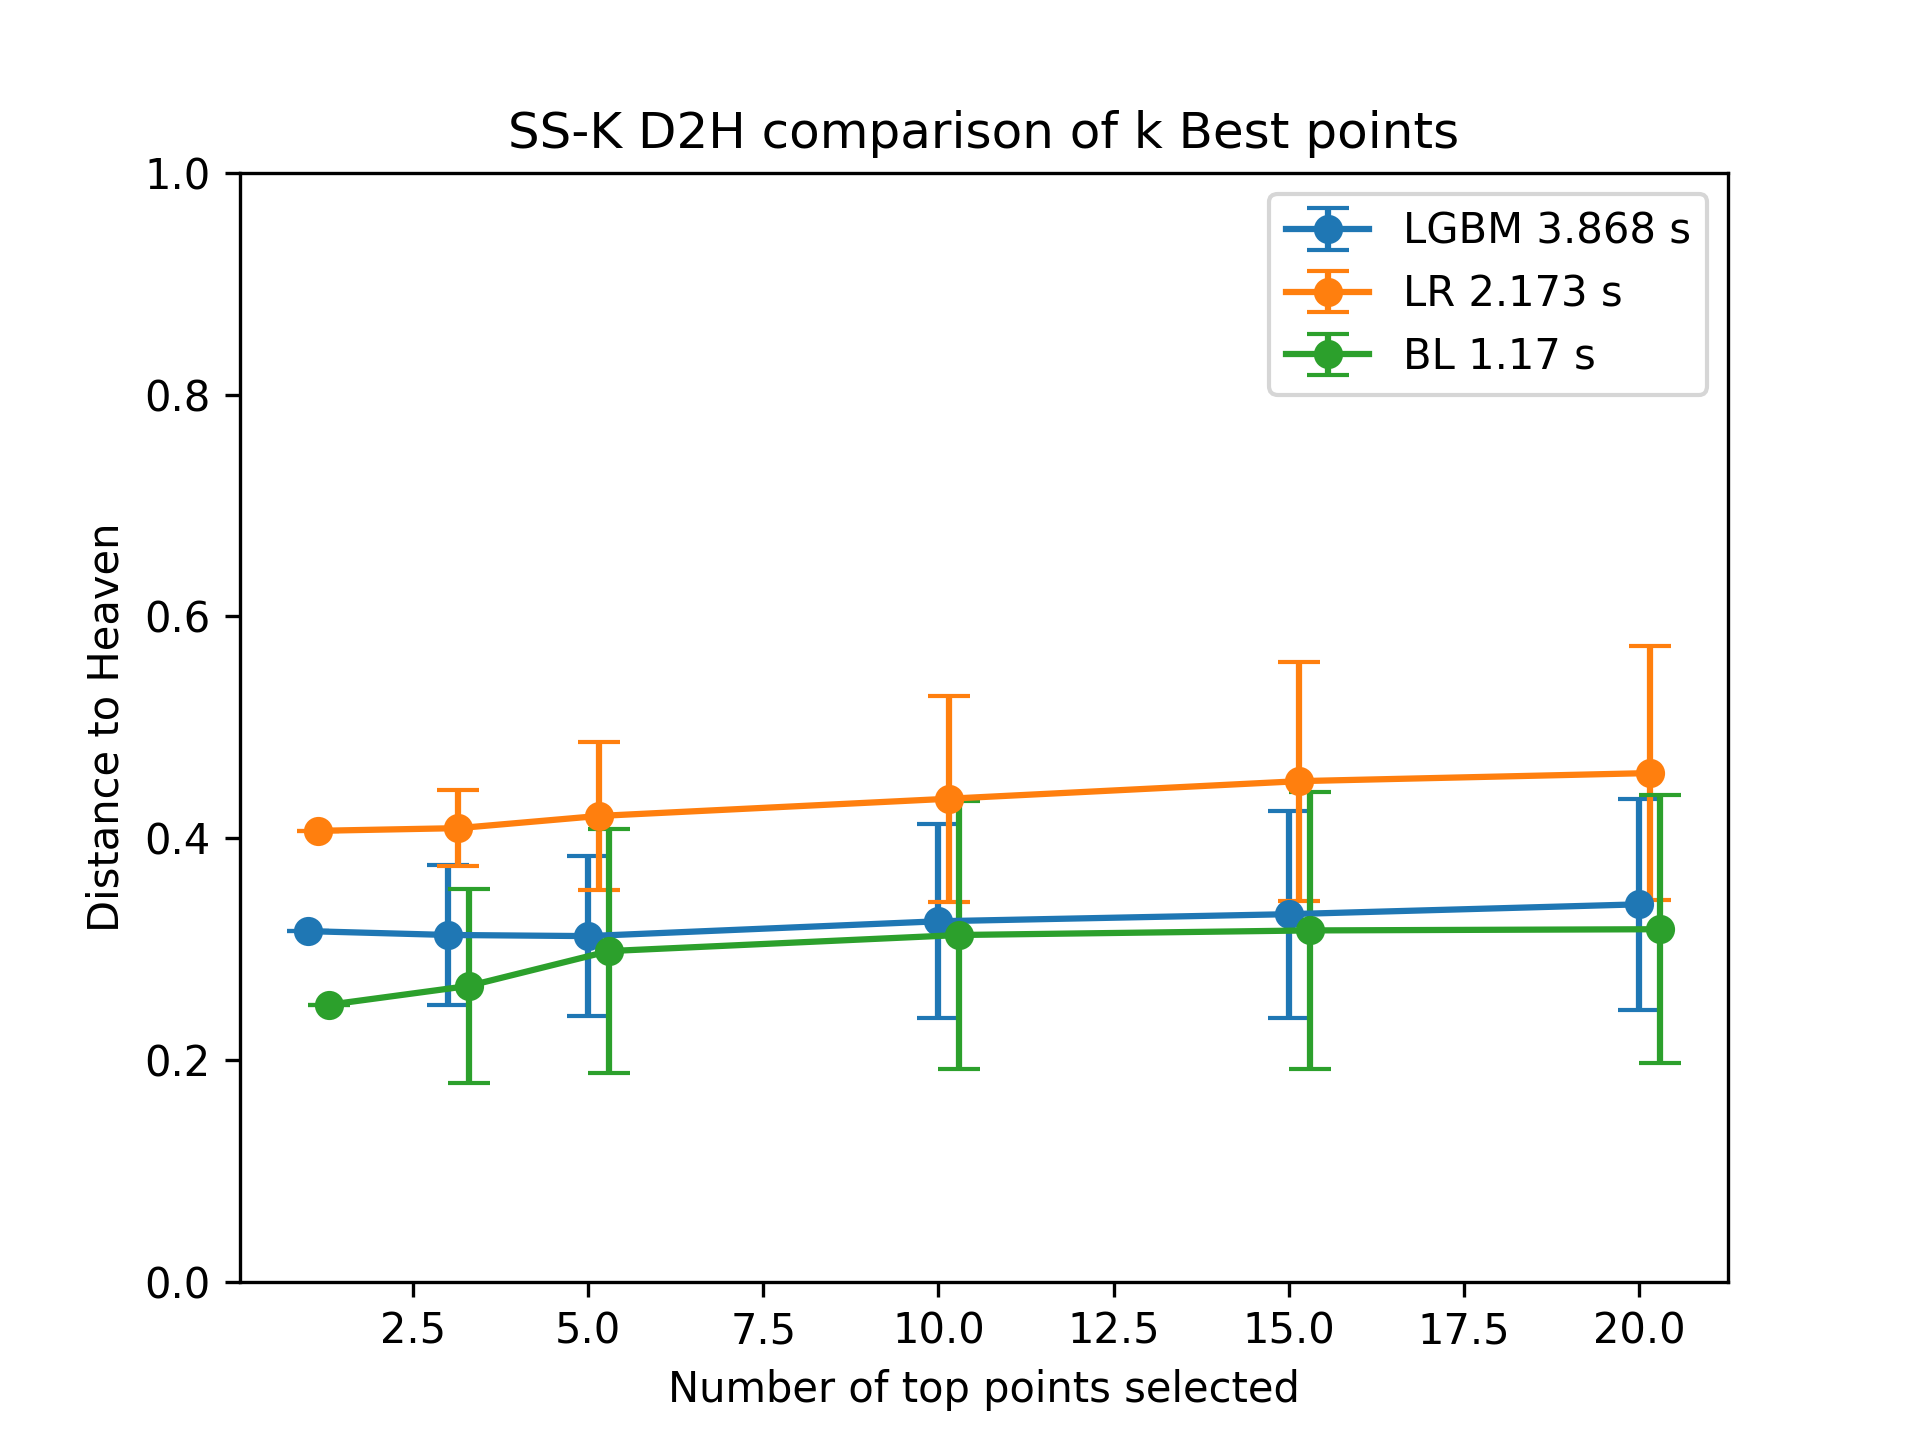 SS-K D2H comparison of k Best points
LGBM 3.868 s
LR 2.173 s
BL 1.17 s
Distance to Heaven
1.0
0.8
0.6
0.4
0.2
0.0
2.5 5.0 7.5 10.0 12.5 15.0 17.5 20.0
Number of top points selected